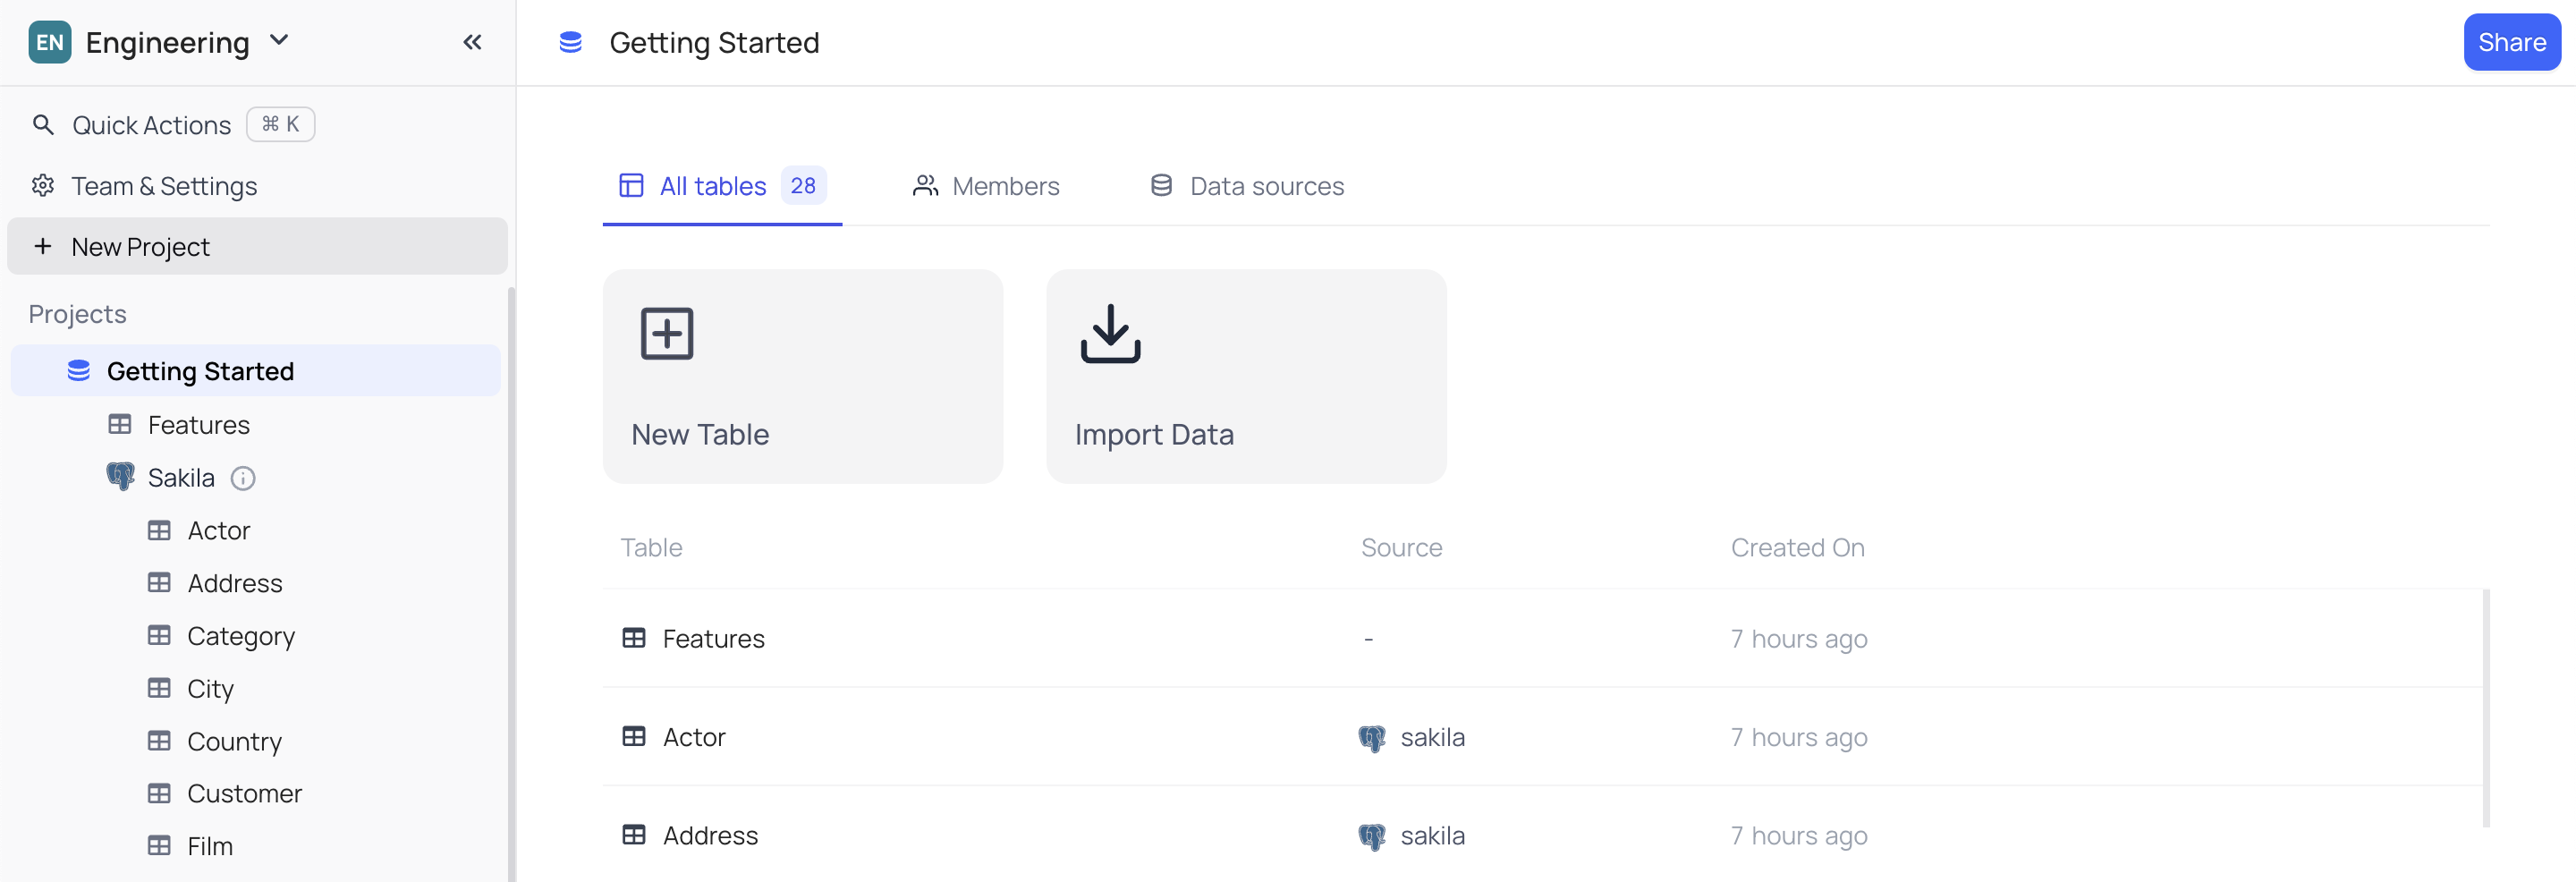 EN Engineering
Quick Actions ⌘ K
Team & Settings
+ New Project
Projects
Getting Started
Features
Sakila
Actor
Address
Category
City
Country
Customer
Film
Getting Started
Share
All tables 28 Members Data sources
New Table Import Data
Table Source Created On
Features - 7 hours ago
Actor sakila 7 hours ago
Address sakila 7 hours ago